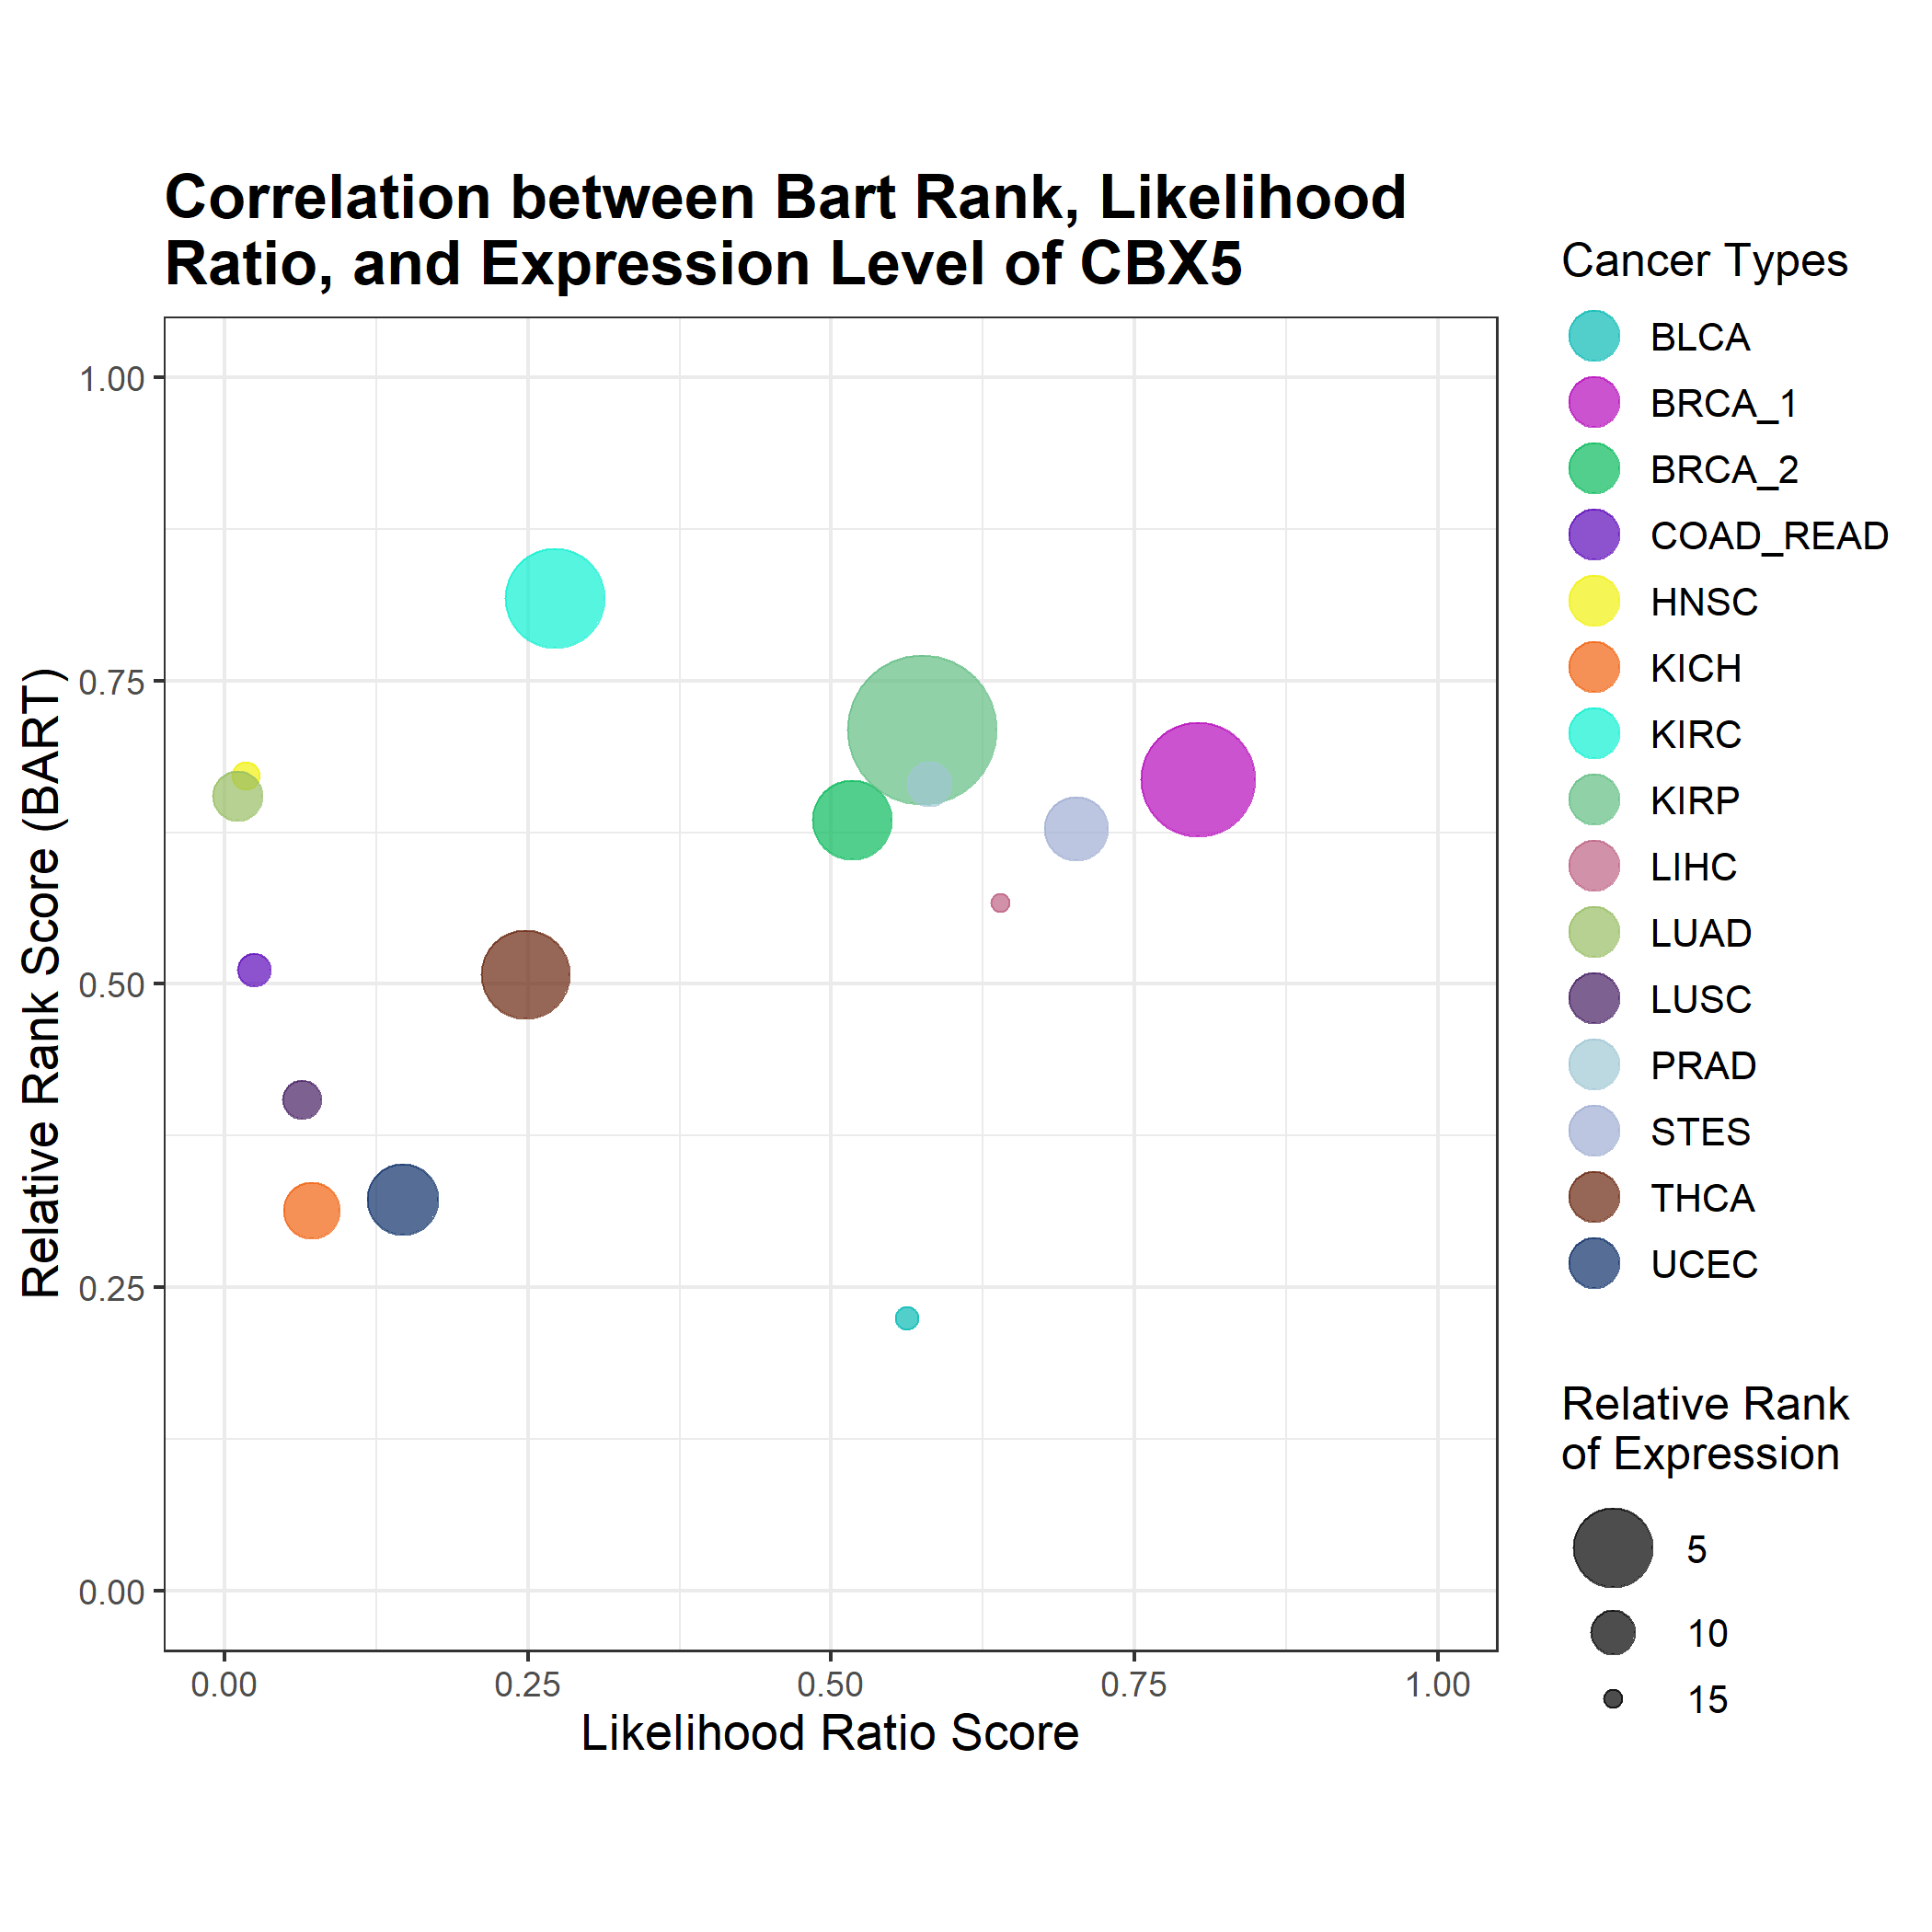 Correlation between Bart Rank, Likelihood
Ratio, and Expression Level of CBX5
Relative Rank Score (BART)
1.00
0.75
0.50
0.25
0.00
0.00
0.25
0.50
0.75
1.00
Likelihood Ratio Score
Cancer Types
BLCA
BRCA_1
BRCA_2
COAD_READ
HNSC
KICH
KIRC
KIRP
LIHC
LUAD
LUSC
PRAD
STES
THCA
UCEC
Relative Rank
of Expression
5
10
15